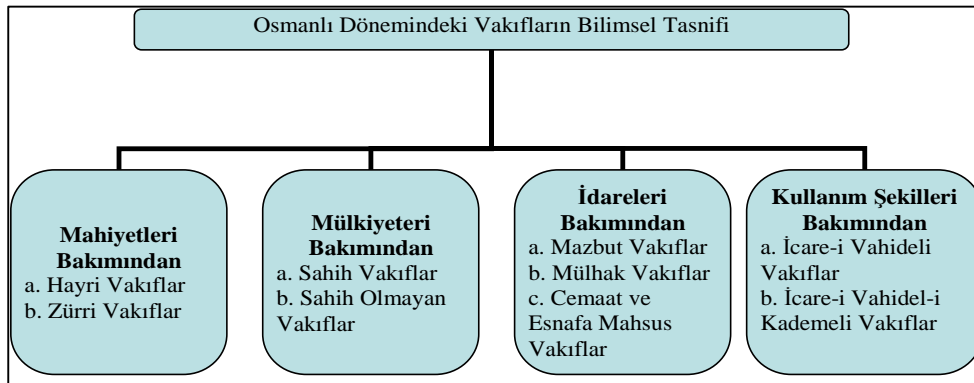 Osmanlı Dönemindeki Vakıfların Bilimsel Tasnifi
Mahiyetleri
Bakımından
a. Hayri Vakıflar
b. Zürri Vakıflar
Mülkiyeteri
Bakımından
a. Sahih Vakıflar
b. Sahih Olmayan
Vakıflar
İdareleri
Bakımından
a. Mazbut Vakıflar
b. Mülhak Vakıflar
c. Cemaat ve
Esnafa Mahsus
Vakıflar
Kullanım Şekilleri
Bakımından
a. İcare-i Vahideli
Vakıflar
b. İcare-i Vahidel-i
Kademeli Vakıflar